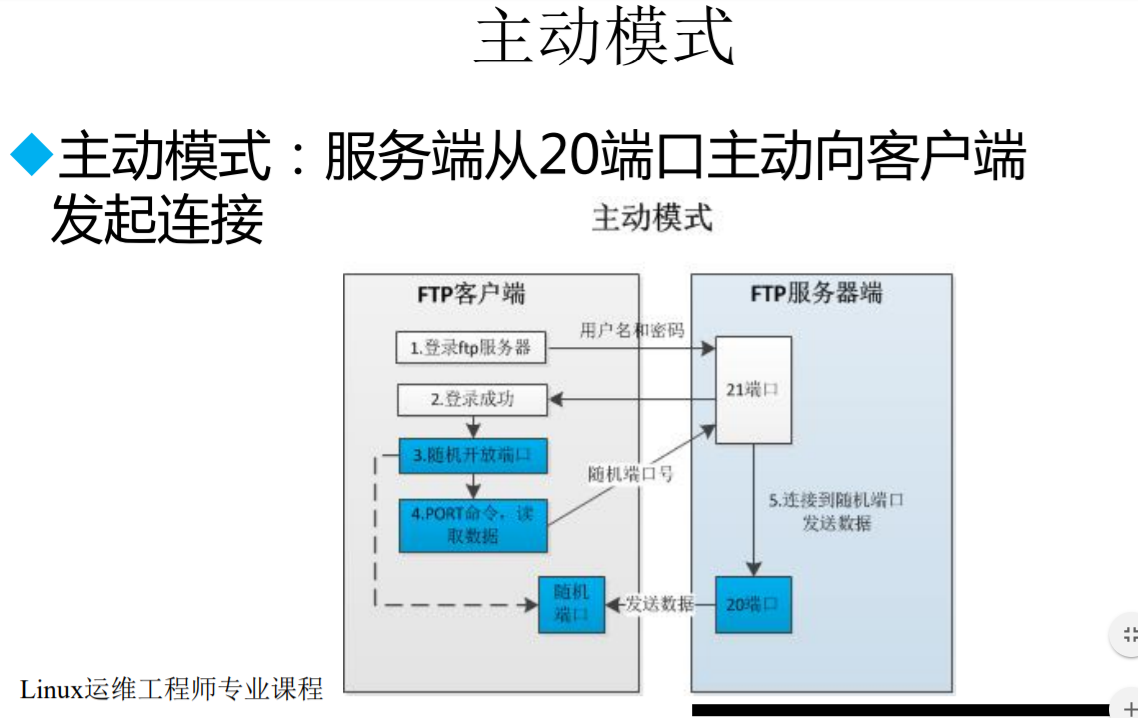 主动模式
主动模式：服务端从20端口主动向客户端
发起连接
主动模式
FTP客户端
FTP服务器端
用户名和密码
1.登录ftp服务器
21端口
2.登录成功
3.随机开放端口
随机端口号
4.PORT命令，读
取数据
5.连接到随机端口
发送数据
随机
端口
发送数据
20端口
Linux运维工程师专业课程